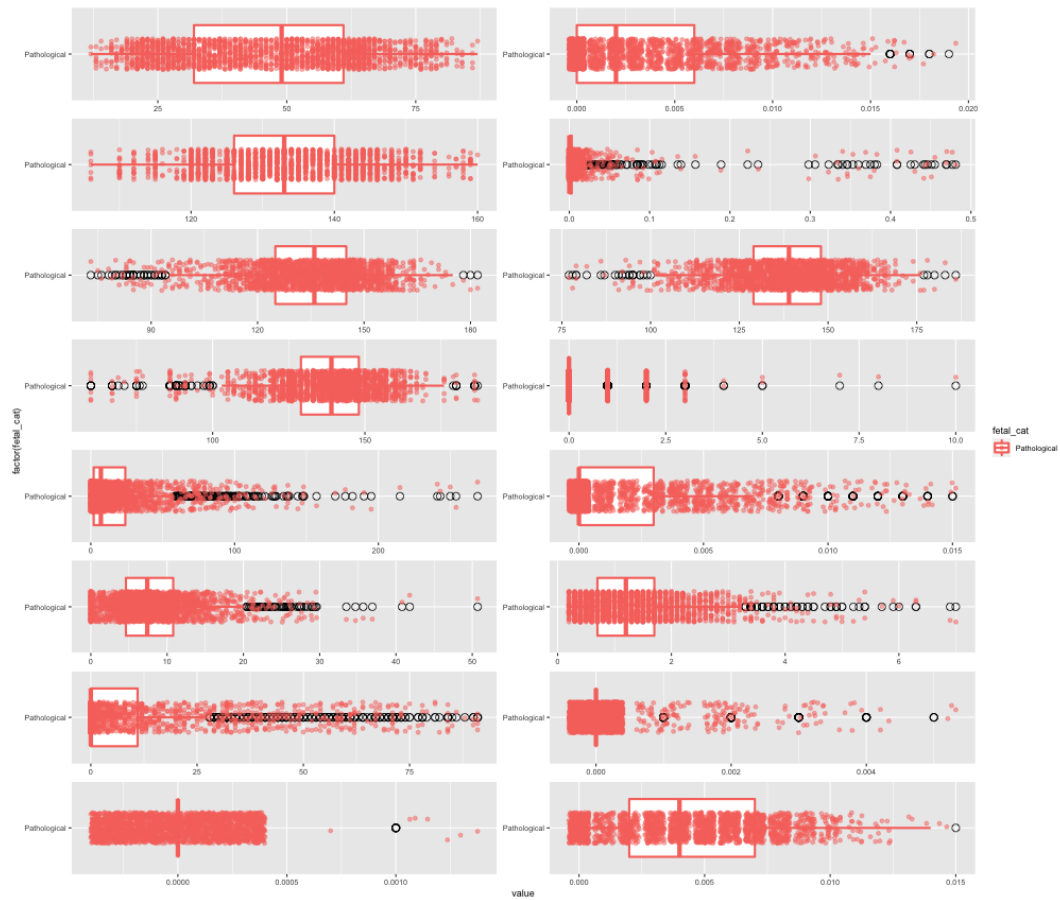 Pathological Pathological
25 50 75 0.000 0.005 0.010 0.015 0.020
Pathological Pathological
120 140 160 0.0 0.1 0.2 0.3 0.4 0.5
Pathological Pathological
90 120 150 180 75 100 125 150 175
Pathological Pathological
100 150 0.0 2.5 5.0 7.5 10.0
factor(fetal_cat)
fetal_cat
Pathological
Pathological Pathological
0 100 200 0.000 0.005 0.010 0.015
Pathological Pathological
0 10 20 30 40 50 0 2 4 6
Pathological Pathological
0 25 50 75 0.000 0.002 0.004
Pathological Pathological
0.0000 0.0005 0.0010 0.000 0.005 0.010 0.015
value